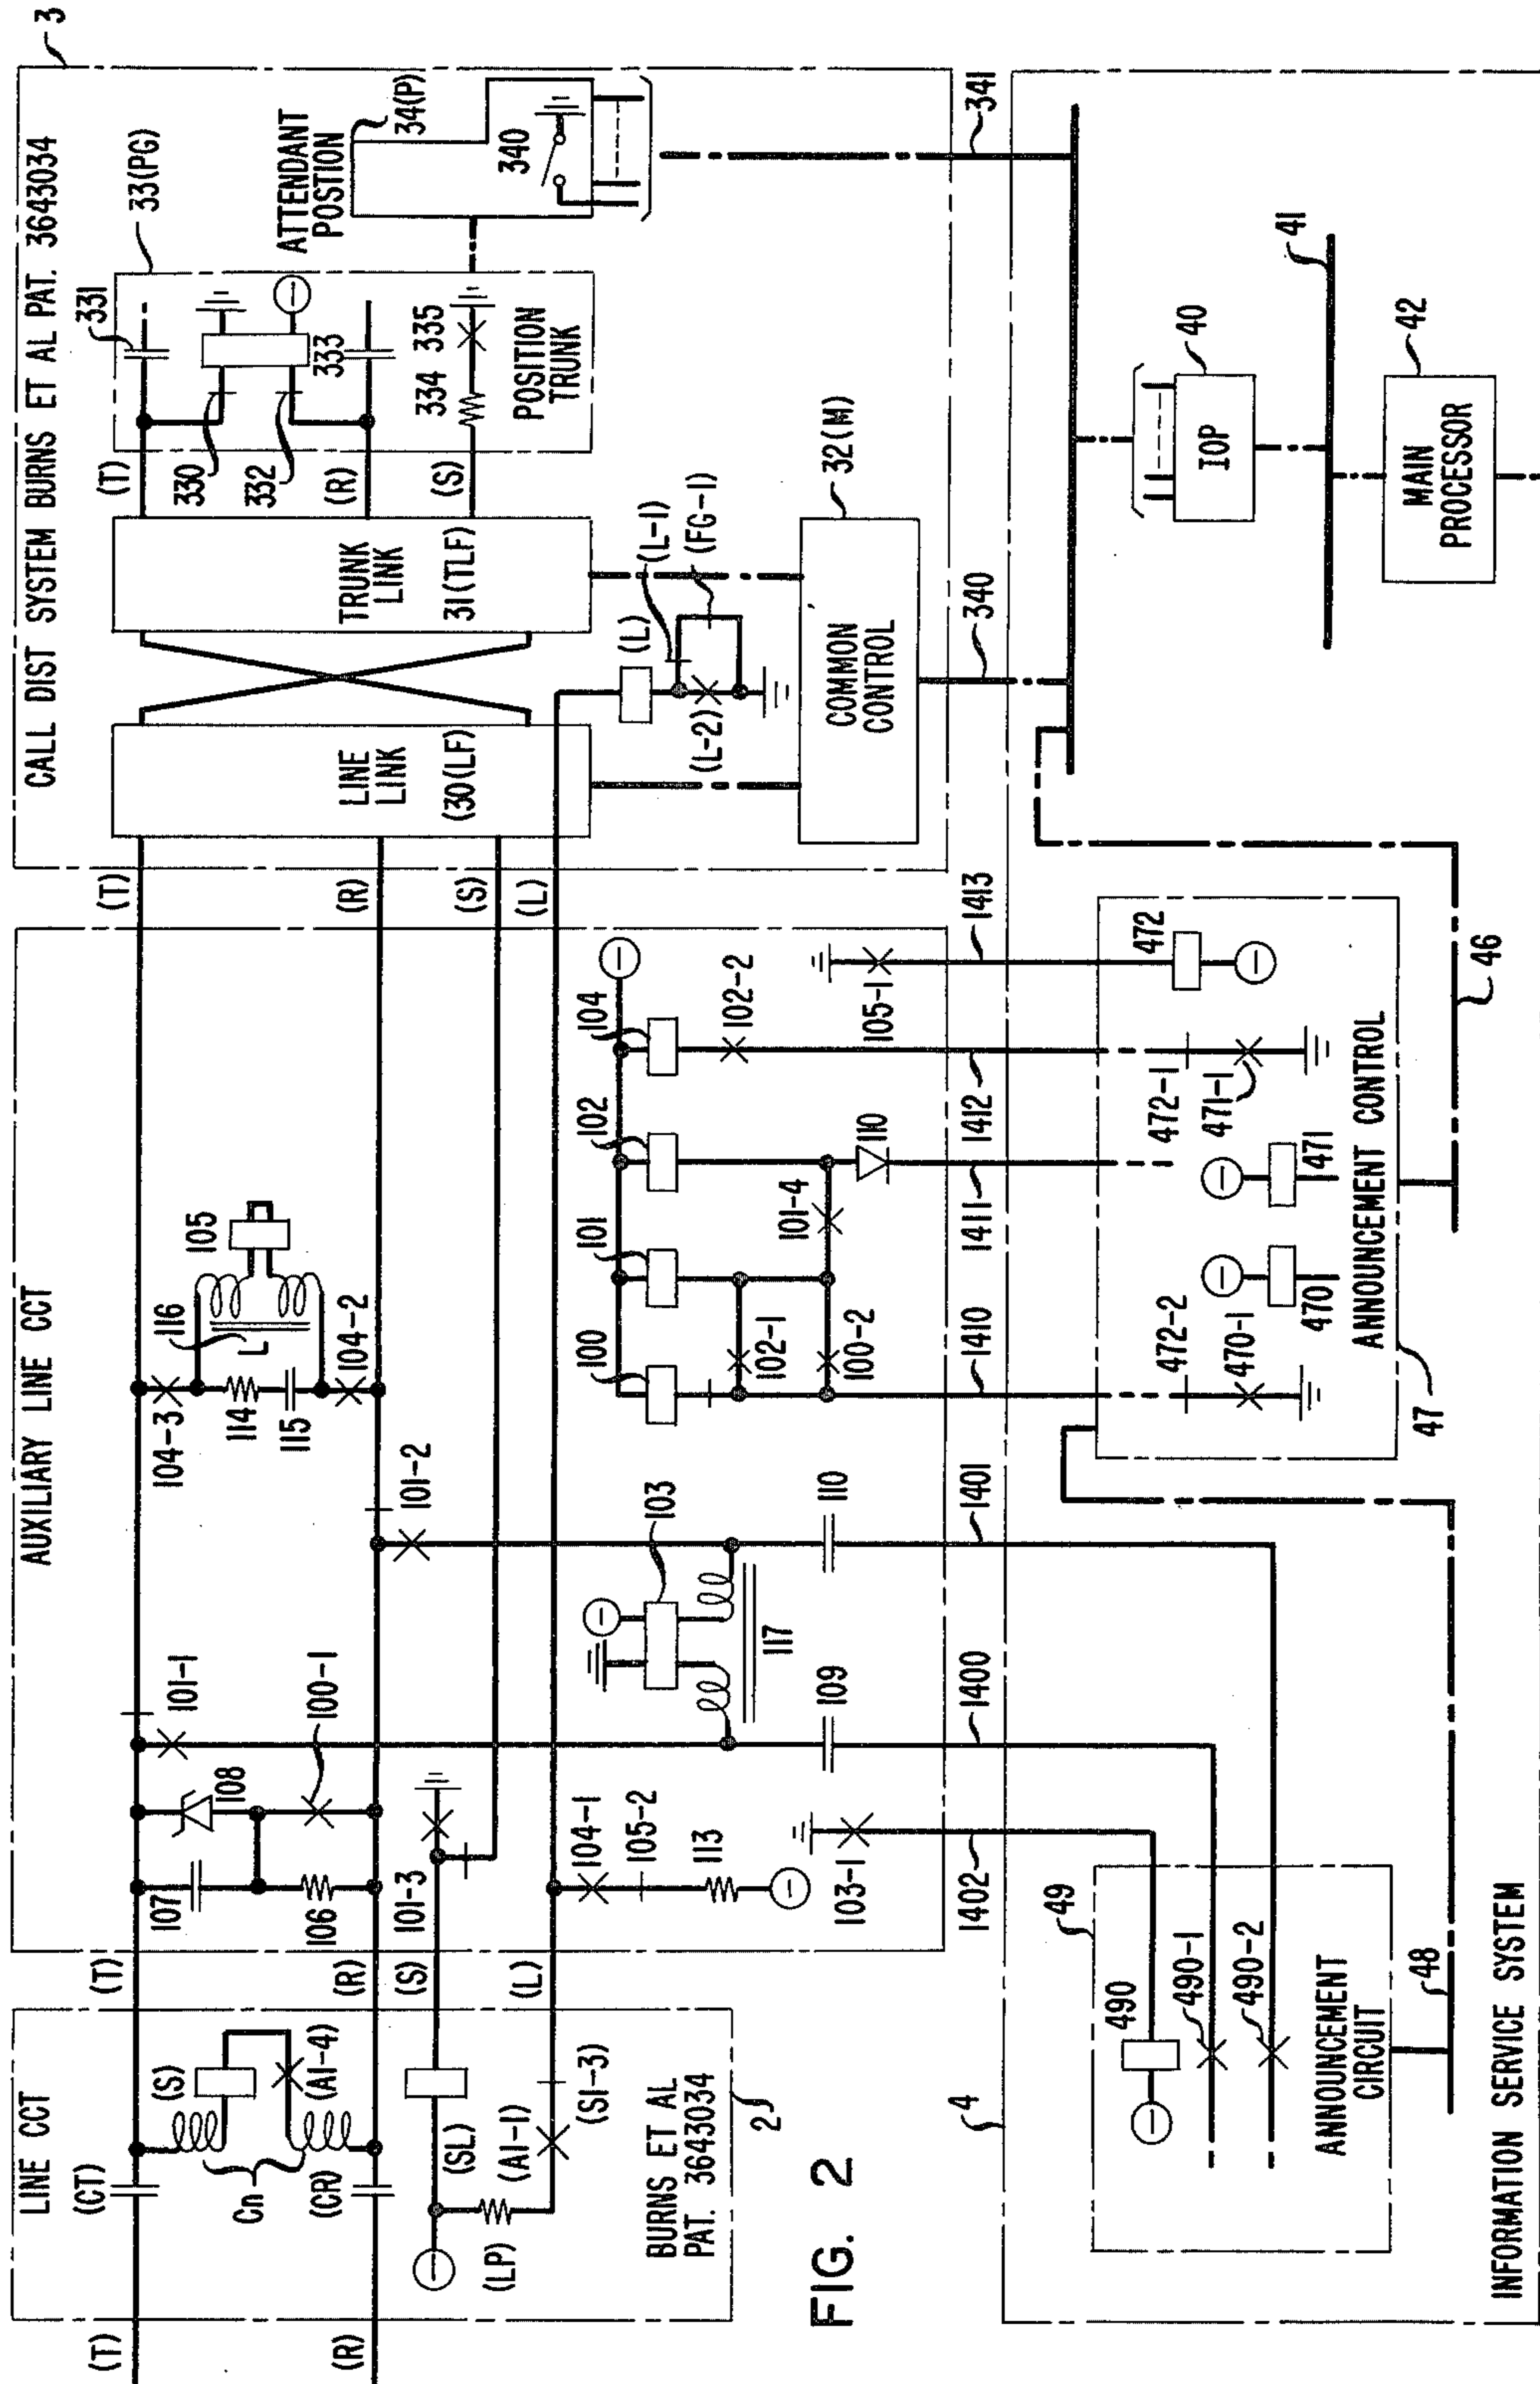 LINE CCT
AUXILIARY LINE CCT
CALL DIST SYSTEM BURNS ET AL PAT. 3643034
3
(T)
(CT)
(S)
Cn
(A1-4)
(CR)
(R)
(SL)
(LP)
(A1-1)
(S1-3)
BURNS ET AL
PAT. 3643034
2
(T)
(R)
(S)
(L)
107
106
108
100-1
101-1
101-3
104-1
105-2
113
103-1
103
117
109
110
101-2
104-3
114
115
116
L
105
104-2
100
101
102
104
102-1
100-2
101-4
110
102-2
105-1
1402
1400
1401
1410
1411
1412
1413
(T)
(R)
(S)
(L)
LINE
LINK
(30(LF)
TRUNK
LINK
31(TLF)
(L)
(L-1)
(L-2)
(FG-1)
COMMON
CONTROL
32(M)
(T)
(R)
(S)
330
331
332
333
334
335
POSITION
TRUNK
33(PG)
ATTENDANT
POSTION
34(P)
340
340
341
FIG. 2
4
49
490
490-1
490-2
ANNOUNCEMENT
CIRCUIT
48
INFORMATION SERVICE SYSTEM
472-2
470-1
470
471
472-1
471-1
472
ANNOUNCEMENT CONTROL
47
46
40
IOP
41
42
MAIN
PROCESSOR